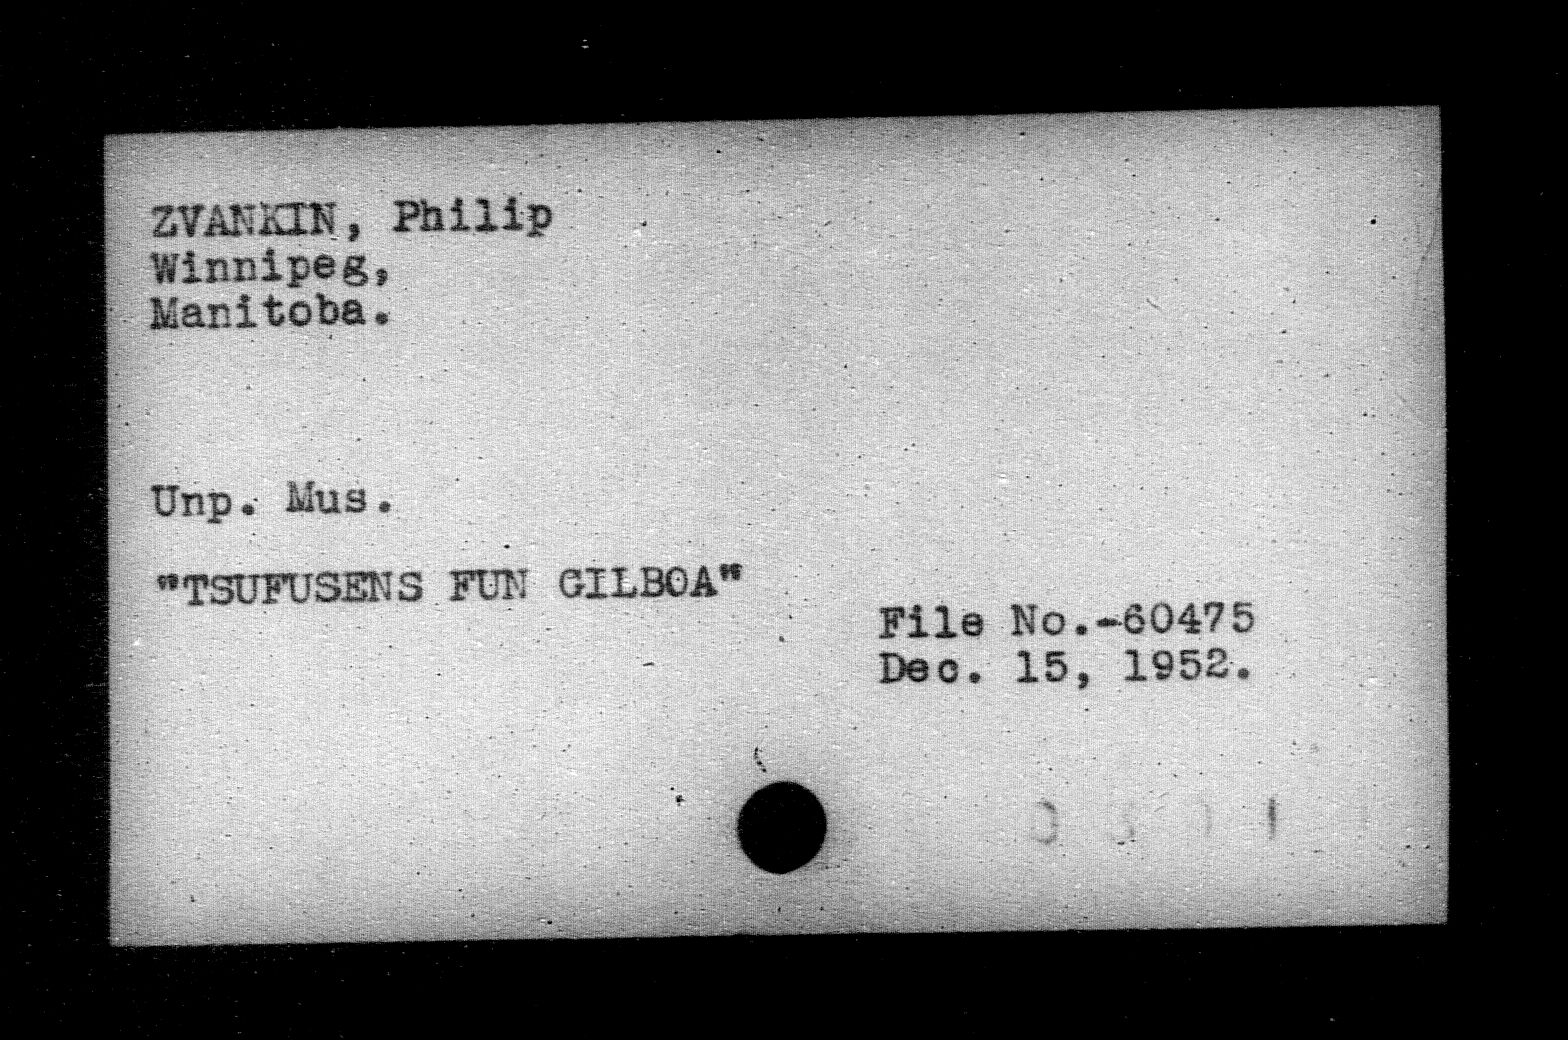 ZVANKIN, Philip
Winnipeg,
Manitoba.
Unp. Mus.
"TSUFUSENS FUN GILBOA"
File No.-60475
Dec. 15, 1952.